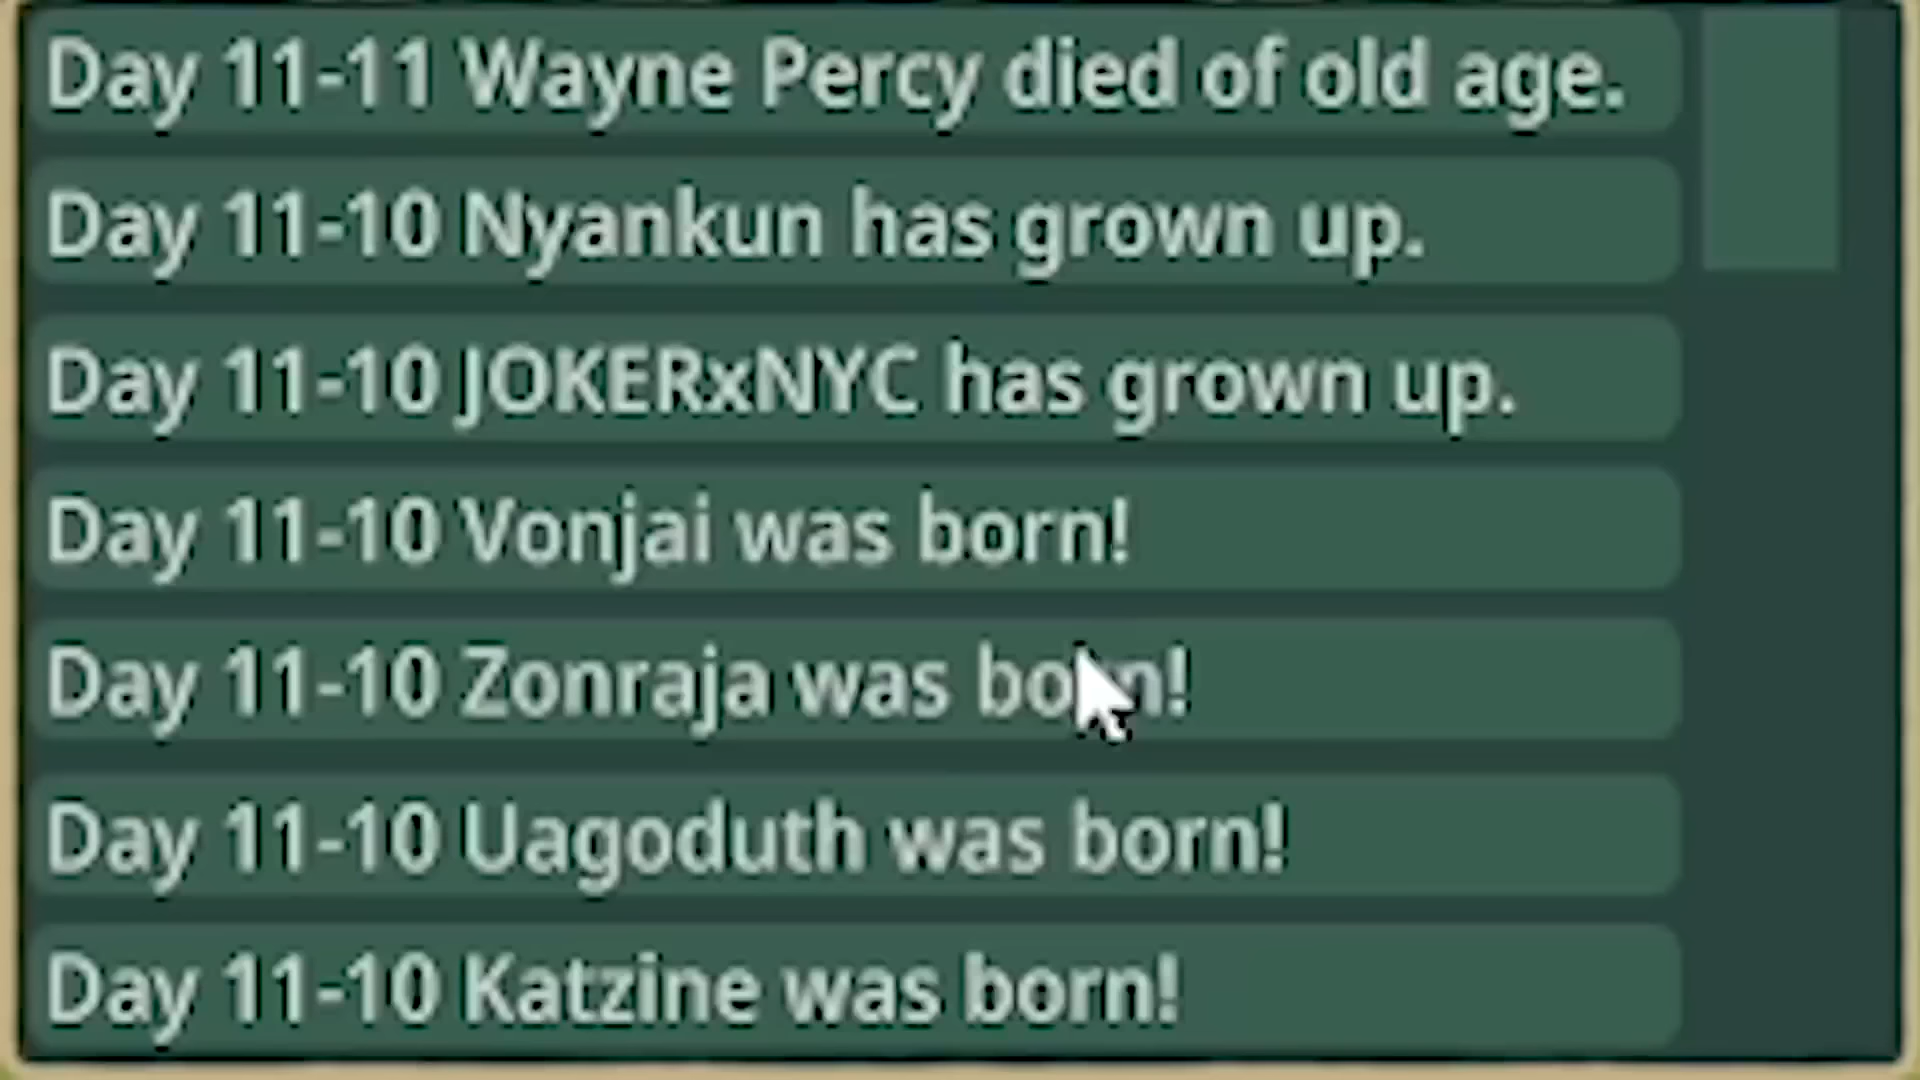 Day 11-11 Wayne Percy died of old age.
Day 11-10 Nyankun has grown up.
Day 11-10 JOKERxNYC has grown up.
Day 11-10 Vonjai was born!
Day 11-10 Zonraja was born!
Day 11-10 Uagoduth was born!
Day 11-10 Katzine was born!